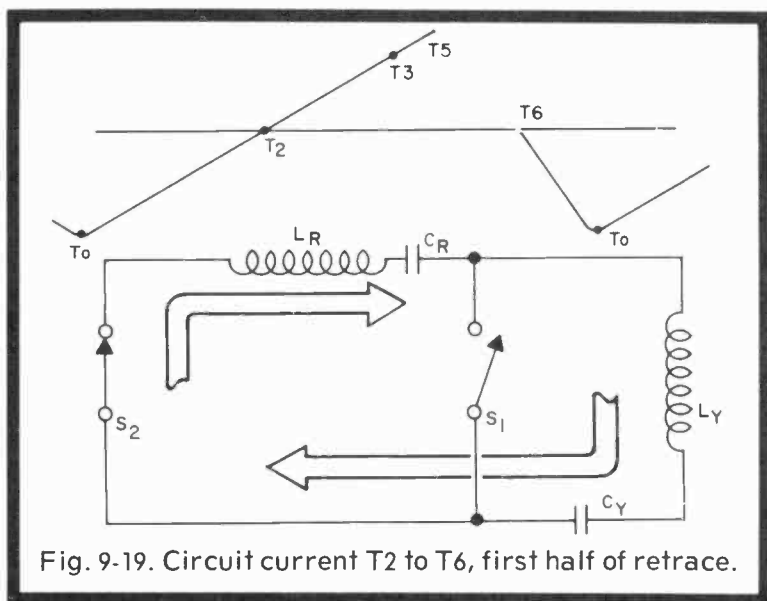 T5
T3
T6
T2
To
To
LR
CR
S2
S1
LY
CY
Fig. 9-19. Circuit current T2 to T6, first half of retrace.